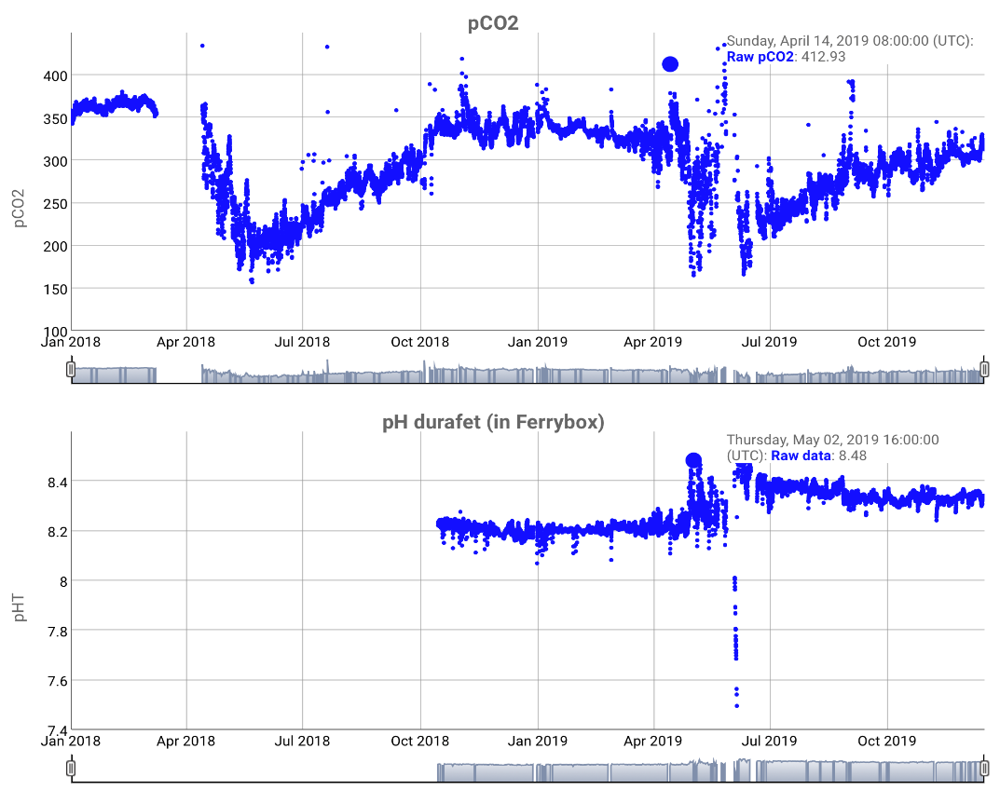 pCO2
Sunday, April 14, 2019 08:00:00 (UTC):
Raw pCO2: 412.93
400
350
300
250
200
150
100
pCO2
Jan 2018 Apr 2018 Jul 2018 Oct 2018 Jan 2019 Apr 2019 Jul 2019 Oct 2019
pH durafet (in Ferrybox)
Thursday, May 02, 2019 16:00:00
(UTC): Raw data: 8.48
8.4
8.2
8
7.8
7.6
7.4
pHT
Jan 2018 Apr 2018 Jul 2018 Oct 2018 Jan 2019 Apr 2019 Jul 2019 Oct 2019